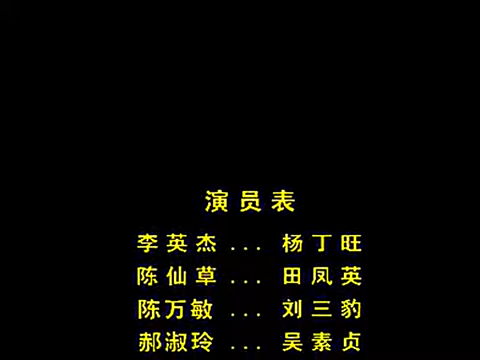 演员表
李英杰 ... 杨丁旺
陈仙草 ... 田凤英
陈万敏 ... 刘三豹
郝淑玲 ... 吴素贞